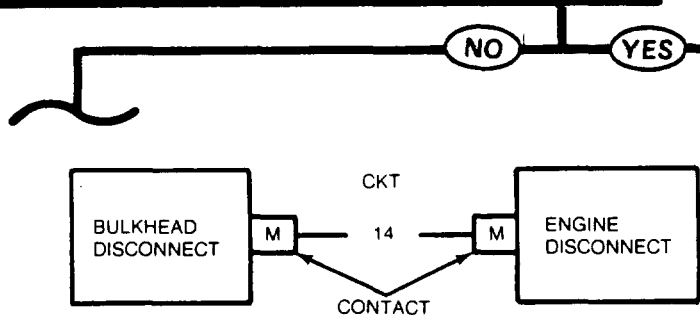 NO YES
CKT
BULKHEAD
DISCONNECT
M
14
M
ENGINE
DISCONNECT
CONTACT